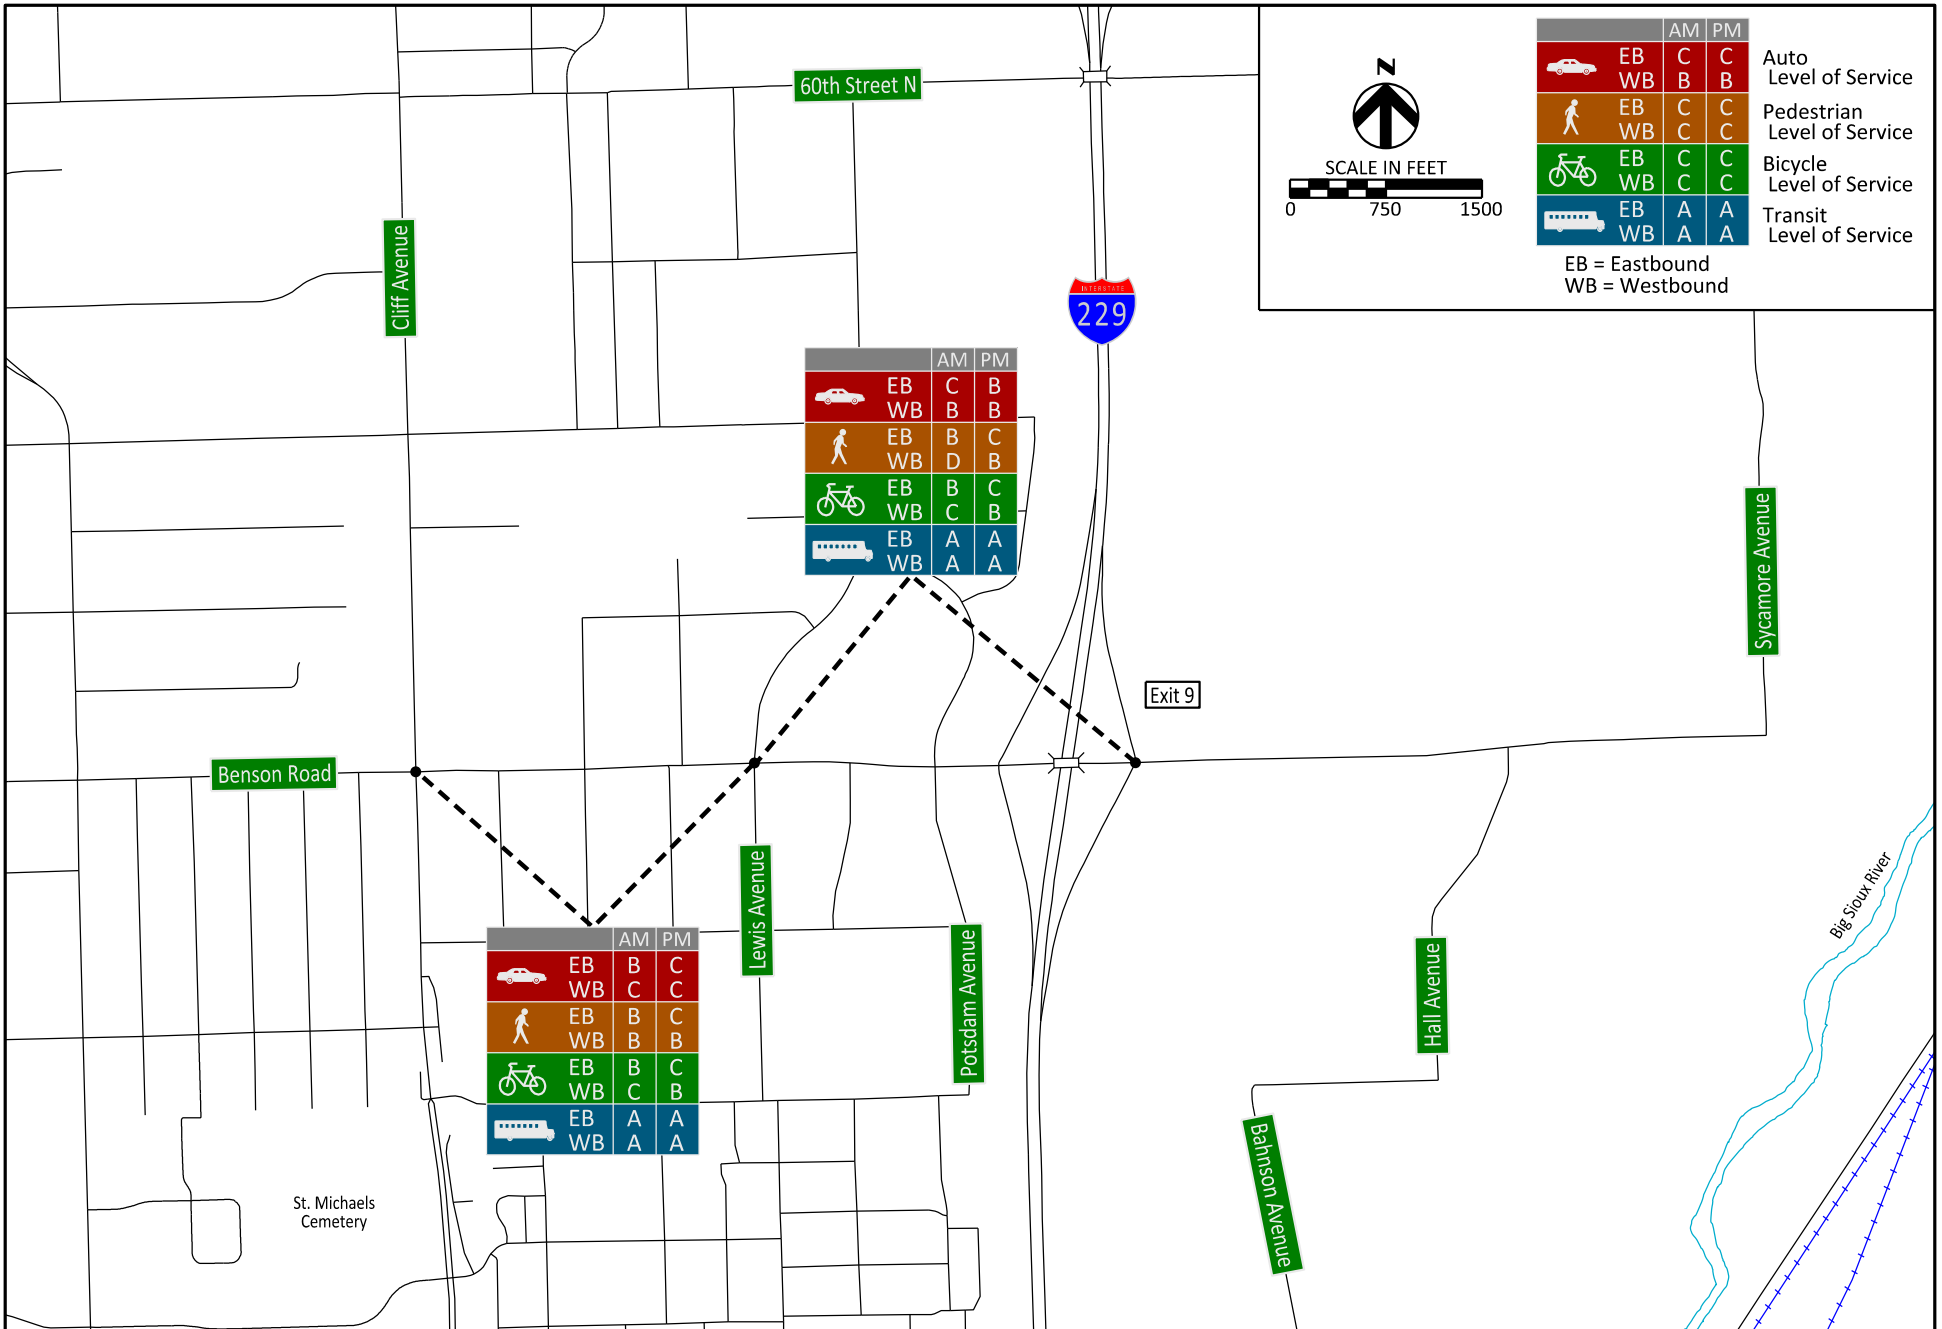 60th Street N
N
SCALE IN FEET
0 750 1500
AM PM
EB C C
WB B B
Auto
Level of Service
EB C C
WB C C
Pedestrian
Level of Service
EB C C
WB C C
Bicycle
Level of Service
EB A A
WB A A
Transit
Level of Service
EB = Eastbound
WB = Westbound
Cliff Avenue
INTERSTATE
229
AM PM
EB C B
WB B B
EB B C
WB D B
EB B C
WB C B
EB A A
WB A A
Sycamore Avenue
Exit 9
Benson Road
Lewis Avenue
Potsdam Avenue
Hall Avenue
Big Sioux River
AM PM
EB B C
WB C C
EB B C
WB B B
EB B C
WB C B
EB A A
WB A A
Bahnson Avenue
St. Michaels
Cemetery